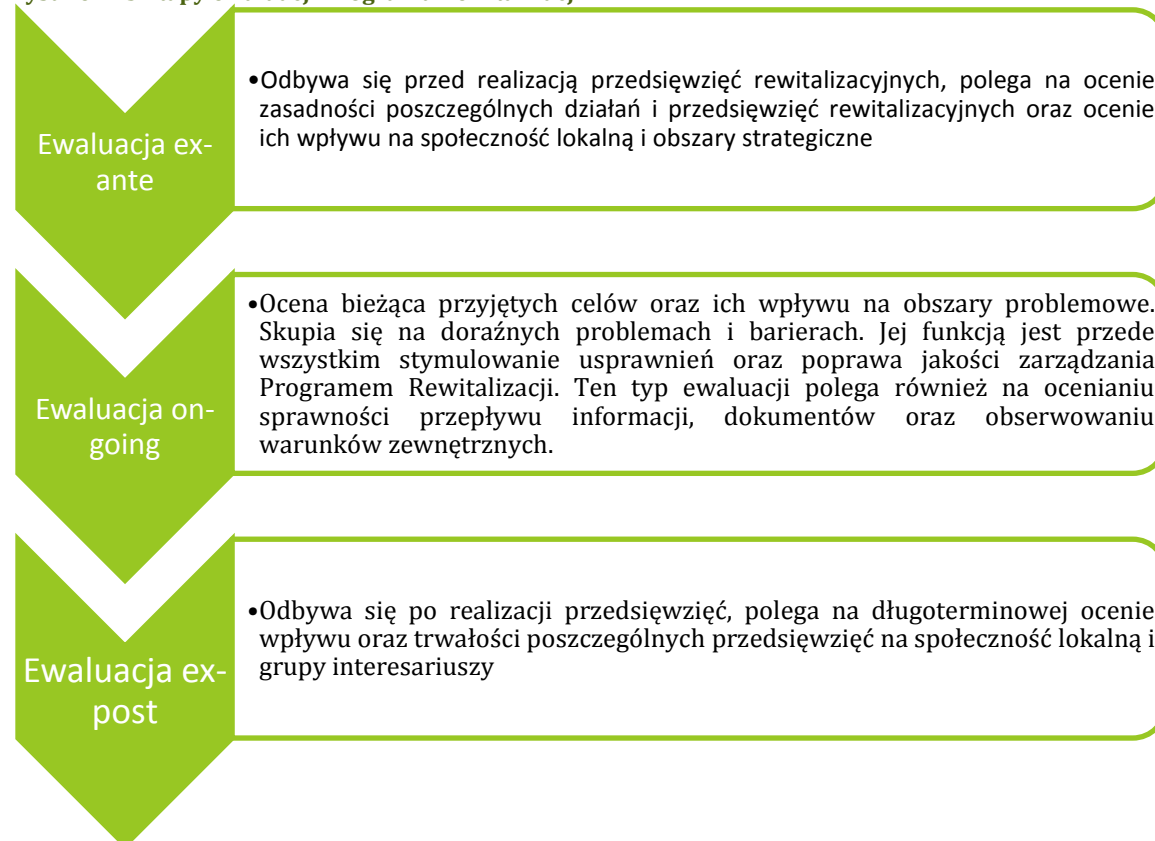 Ewaluacja ex-
ante
•Odbywa się przed realizacją przedsięwzięć rewitalizacyjnych, polega na ocenie
zasadności poszczególnych działań i przedsięwzięć rewitalizacyjnych oraz ocenie
ich wpływu na społeczność lokalną i obszary strategiczne
Ewaluacja on-
going
•Ocena bieżąca przyjętych celów oraz ich wpływu na obszary problemowe.
Skupia się na doraźnych problemach i barierach. Jej funkcją jest przede
wszystkim stymulowanie usprawnień oraz poprawa jakości zarządzania
Programem Rewitalizacji. Ten typ ewaluacji polega również na ocenianiu
sprawności przepływu informacji, dokumentów oraz obserwowaniu
warunków zewnętrznych.
Ewaluacja ex-
post
•Odbywa się po realizacji przedsięwzięć, polega na długoterminowej ocenie
wpływu oraz trwałości poszczególnych przedsięwzięć na społeczność lokalną i
grupy interesariuszy